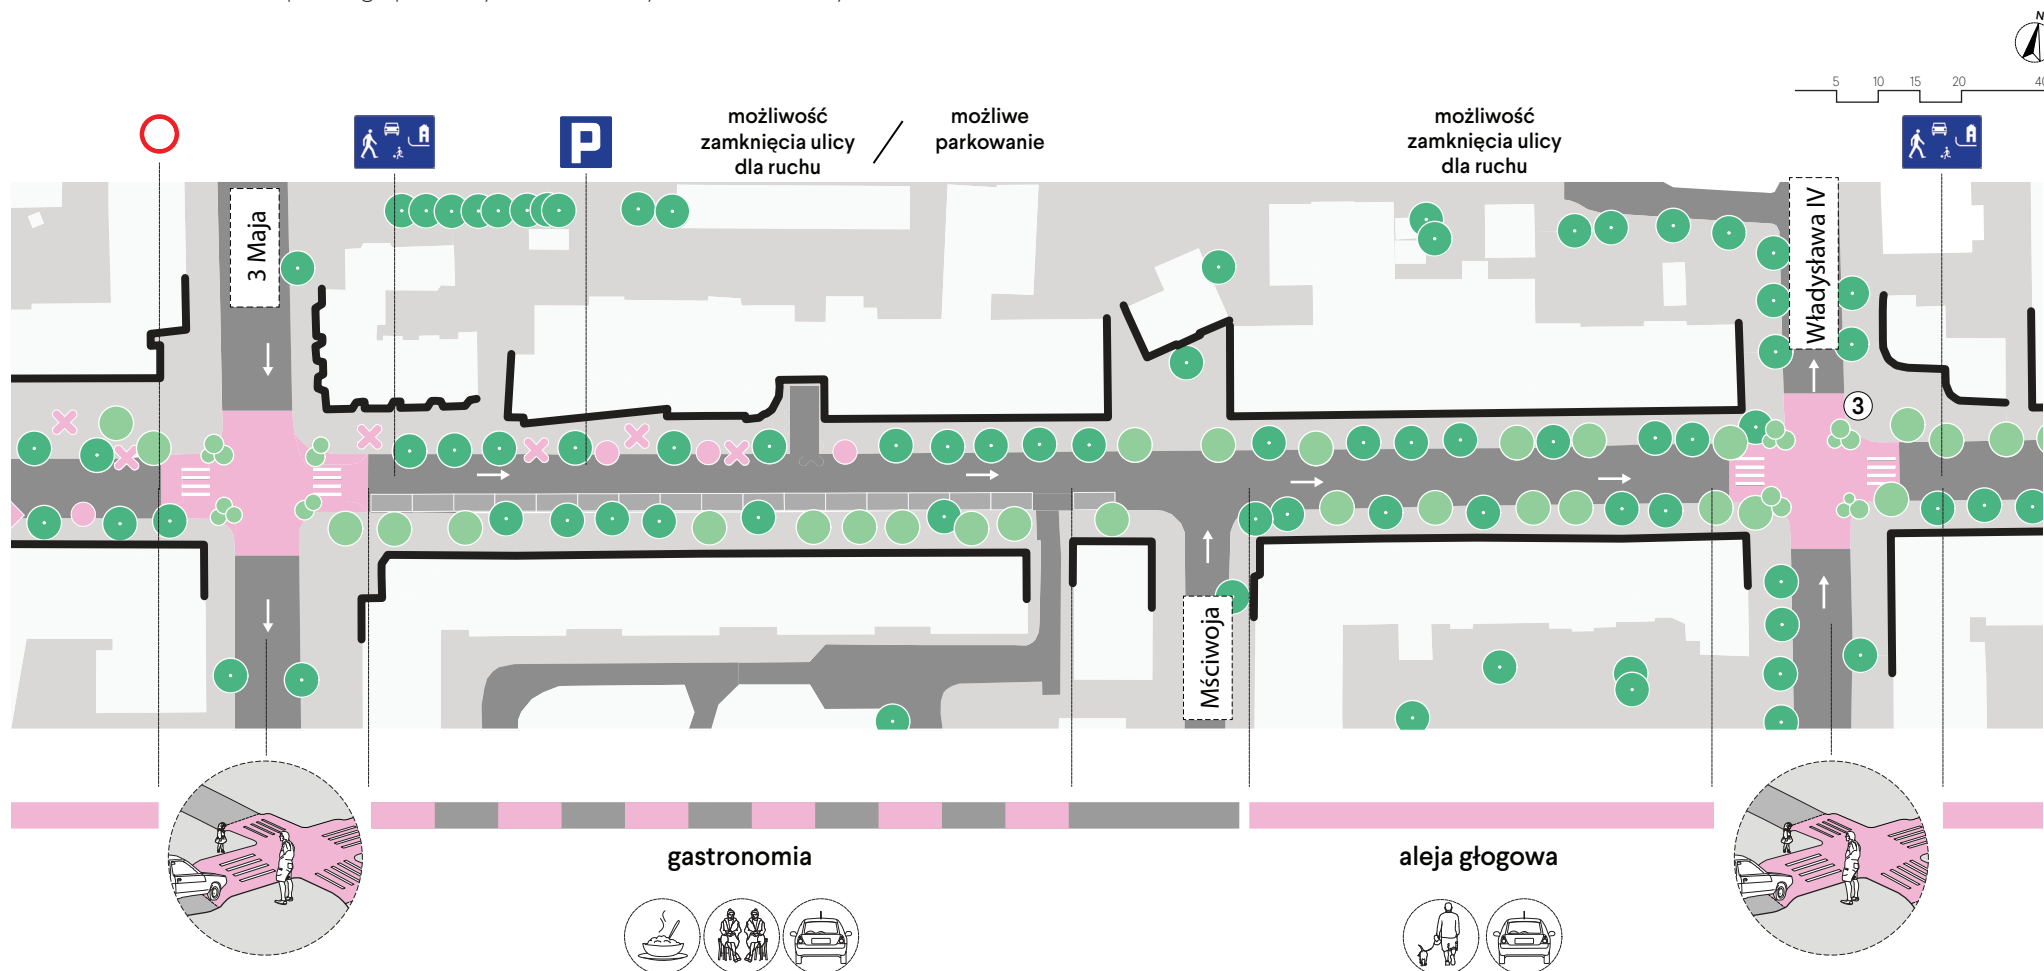 N
5 10 15 20 40
możliwość
zamknięcia ulicy
dla ruchu
/
możliwe
parkowanie
możliwość
zamknięcia ulicy
dla ruchu
P
3 Maja
Władysława IV
3
Mściwoja
gastronomia
aleja głogowa